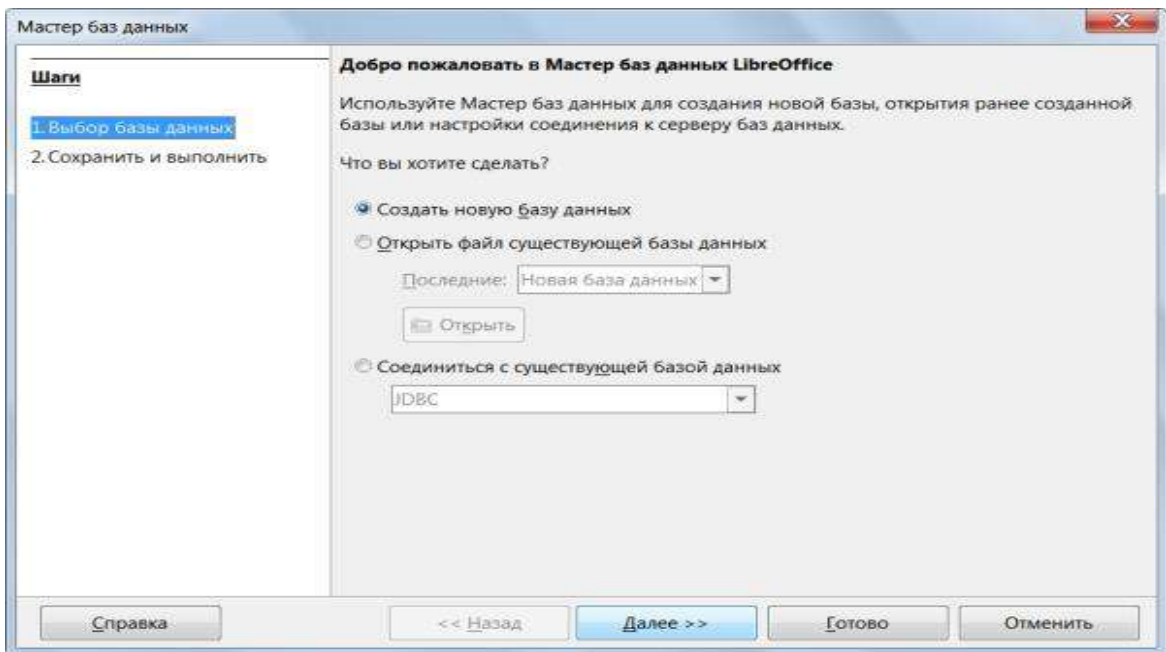 Мастер баз данных
Шаги
1. Выбор базы данных
2. Сохранить и выполнить
Добро пожаловать в Мастер баз данных LibreOffice
Используйте Мастер баз данных для создания новой базы, открытия ранее созданной
базы или настройки соединения к серверу баз данных.
Что вы хотите сделать?
Создать новую базу данных
Открыть файл существующей базы данных
Последние: Новая база данных
Открыть
Соединиться с существующей базой данных
JDBC
Справка
<< Назад
Далее >>
Готово
Отменить